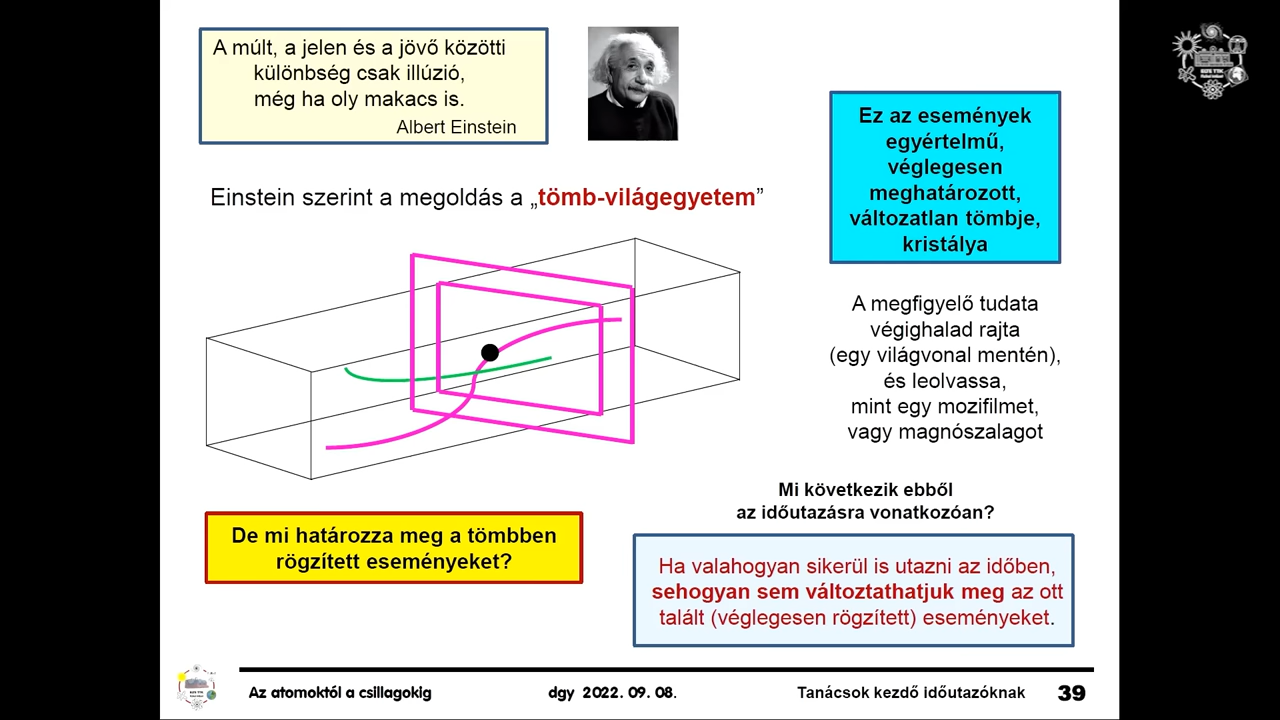 A múlt, a jelen és a jövő közötti
különbség csak illúzió,
még ha oly makacs is.
Albert Einstein
Ez az események
egyértelmű,
véglegesen
meghatározott,
változatlan tömbje,
kristálya
Einstein szerint a megoldás a „tömb-világegyetem”
A megfigyelő tudata
végighalad rajta
(egy világvonal mentén),
és leolvassa,
mint egy mozifilmet,
vagy magnószalagot
De mi határozza meg a tömbben
rögzített eseményeket?
Mi következik ebből
az időutazásra vonatkozóan?
Ha valahogyan sikerül is utazni az időben,
sehogyan sem változtathatjuk meg az ott
talált (véglegesen rögzített) eseményeket.
Az atomoktól a csillagokig
dgy 2022. 09. 08.
Tanácsok kezdő időutazóknak
39